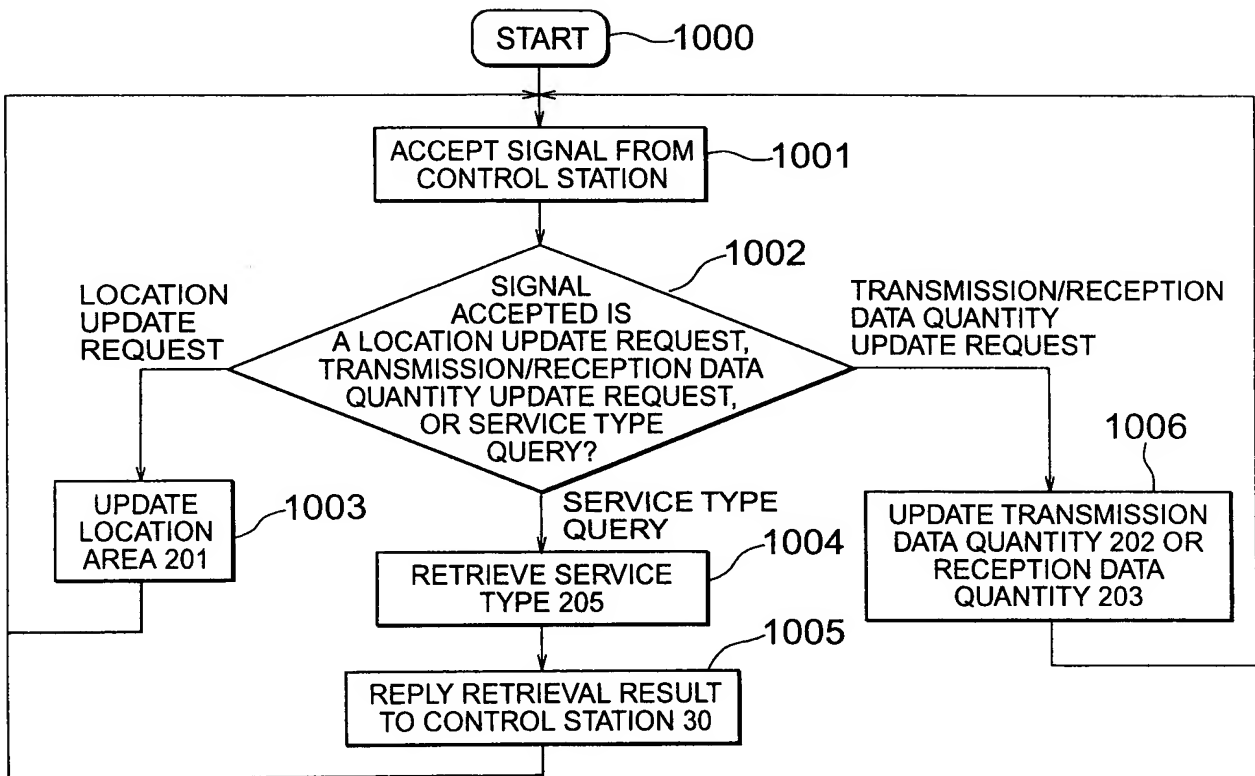 START
1000
ACCEPT SIGNAL FROM
CONTROL STATION
1001
1002
SIGNAL
ACCEPTED IS
A LOCATION UPDATE REQUEST,
TRANSMISSION/RECEPTION DATA
QUANTITY UPDATE REQUEST,
OR SERVICE TYPE
QUERY?
LOCATION
UPDATE
REQUEST
TRANSMISSION/RECEPTION
DATA QUANTITY
UPDATE REQUEST
UPDATE
LOCATION
AREA 201
1003
SERVICE TYPE
QUERY
1004
RETRIEVE SERVICE
TYPE 205
1006
UPDATE TRANSMISSION
DATA QUANTITY 202 OR
RECEPTION DATA
QUANTITY 203
1005
REPLY RETRIEVAL RESULT
TO CONTROL STATION 30